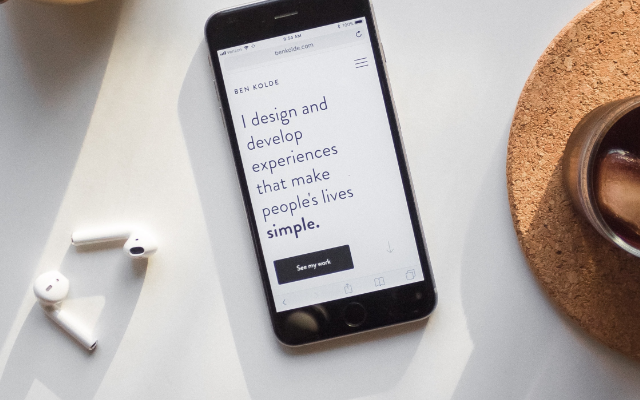 benkolde.com
BEN KOLDE
I design and
develop
experiences
that make
people's lives
simple.
See my work